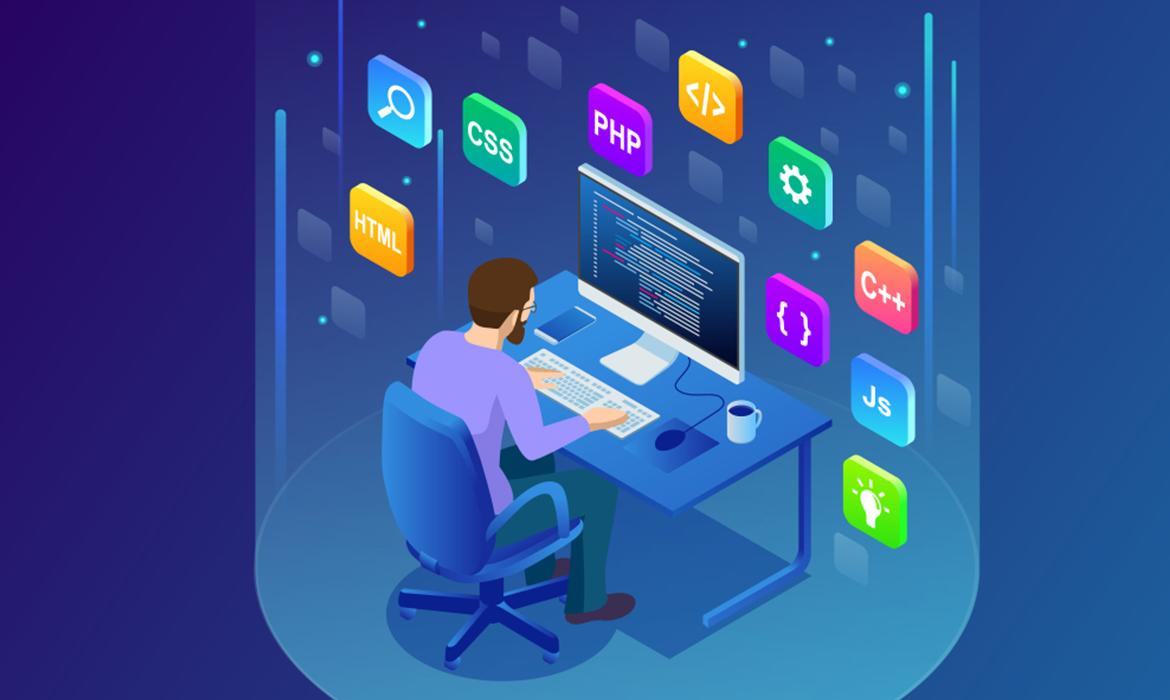 PHP
</>
CSS
HTML
C++
{ }
Js